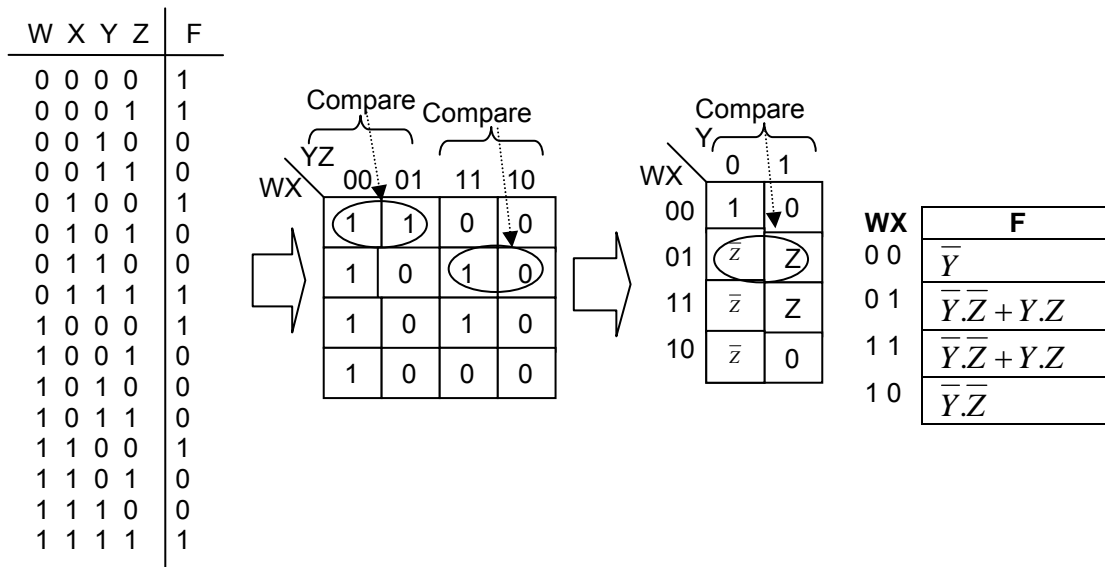 W X Y Z F
0 0 0 0 1
0 0 0 1 1
0 0 1 0 0
0 0 1 1 0
0 1 0 0 1
0 1 0 1 0
0 1 1 0 0
0 1 1 1 1
1 0 0 0 1
1 0 0 1 0
1 0 1 0 0
1 0 1 1 0
1 1 0 0 1
1 1 0 1 0
1 1 1 0 0
1 1 1 1 1
Compare Compare
YZ
WX 00 01 11 10
1 1 0 0
1 0 1 0
1 0 1 0
1 0 0 0
Compare
Y
WX 0 1
00 1 0
01 Z̅ Z
11 Z̅ Z
10 Z̅ 0
WX F
0 0 Y̅
0 1 Y̅.Z̅ + Y.Z
1 1 Y̅.Z̅ + Y.Z
1 0 Y̅.Z̅